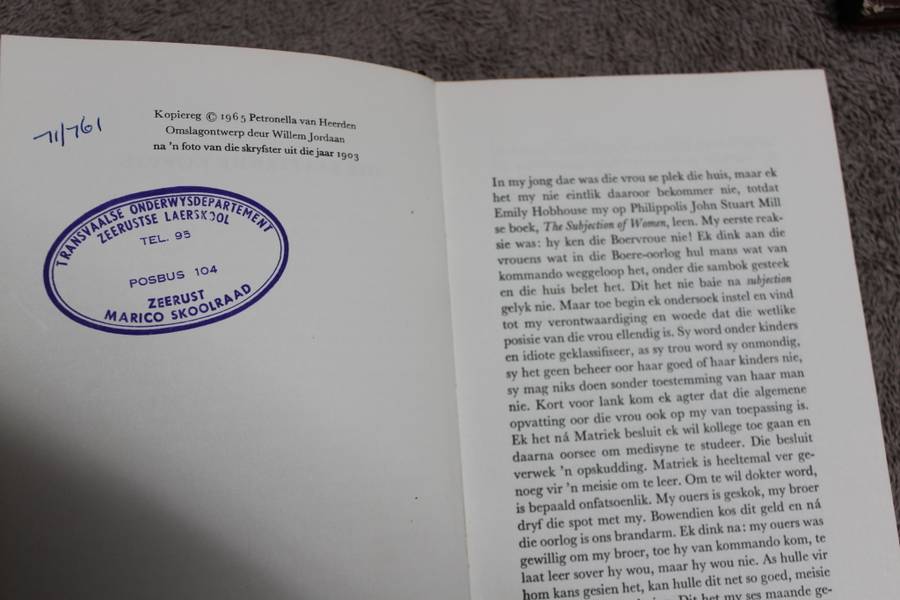 71/761
Kopiereg © 1965 Petronella van Heerden
Omslagontwerp deur Willem Jordaan
na 'n foto van die skryfster uit die jaar 1903
TRANSVAALSE ONDERWYSDEPARTEMENT
ZEERUSTSE LAERSKOOL
TEL. 95
POSBUS 104
ZEERUST
MARICO SKOOLRAAD
In my jong dae was die vrou se plek die huis, maar ek
het my nie eintlik daaroor bekommer nie, totdat
Emily Hobhouse my op Philippolis John Stuart Mill
se boek, The Subjection of Women, leen. My eerste reak-
sie was: hy ken die Boervroue nie! Ek dink aan die
vrouens wat in die Boere-oorlog hul mans wat van
kommando weggeloop het, onder die sambok gesteek
en die huis belet het. Dit het nie baie na subjection
gelyk nie. Maar toe begin ek ondersoek instel en vind
tot my verontwaardiging en woede dat die wetlike
posisie van die vrou ellendig is. Sy word onder kinders
en idiote geklassifiseer, as sy trou word sy onmondig,
sy het geen beheer oor haar goed of haar kinders nie,
sy mag niks doen sonder toestemming van haar man
nie. Kort voor lank kom ek agter dat die algemene
opvatting oor die vrou ook op my van toepassing is.
Ek het ná Matriek besluit ek wil kollege toe gaan en
daarna oorsee om medisyne te studeer. Die besluit
verwek 'n opskudding. Matriek is heeltemal ver ge-
noeg vir 'n meisie om te leer. Om te wil dokter word,
is bepaald onfatsoenlik. My ouers is geskok, my broer
dryf die spot met my. Bowendien kos dit geld en ná
die oorlog is ons brandarm. Ek dink na: my ouers was
gewillig om my broer, toe hy van kommando kom, te
laat leer sover hy wou, maar hy wou nie. As hulle vir
hom kans gesien het, kan hulle dit net so goed, meisie
Dit het my ses maande ge-